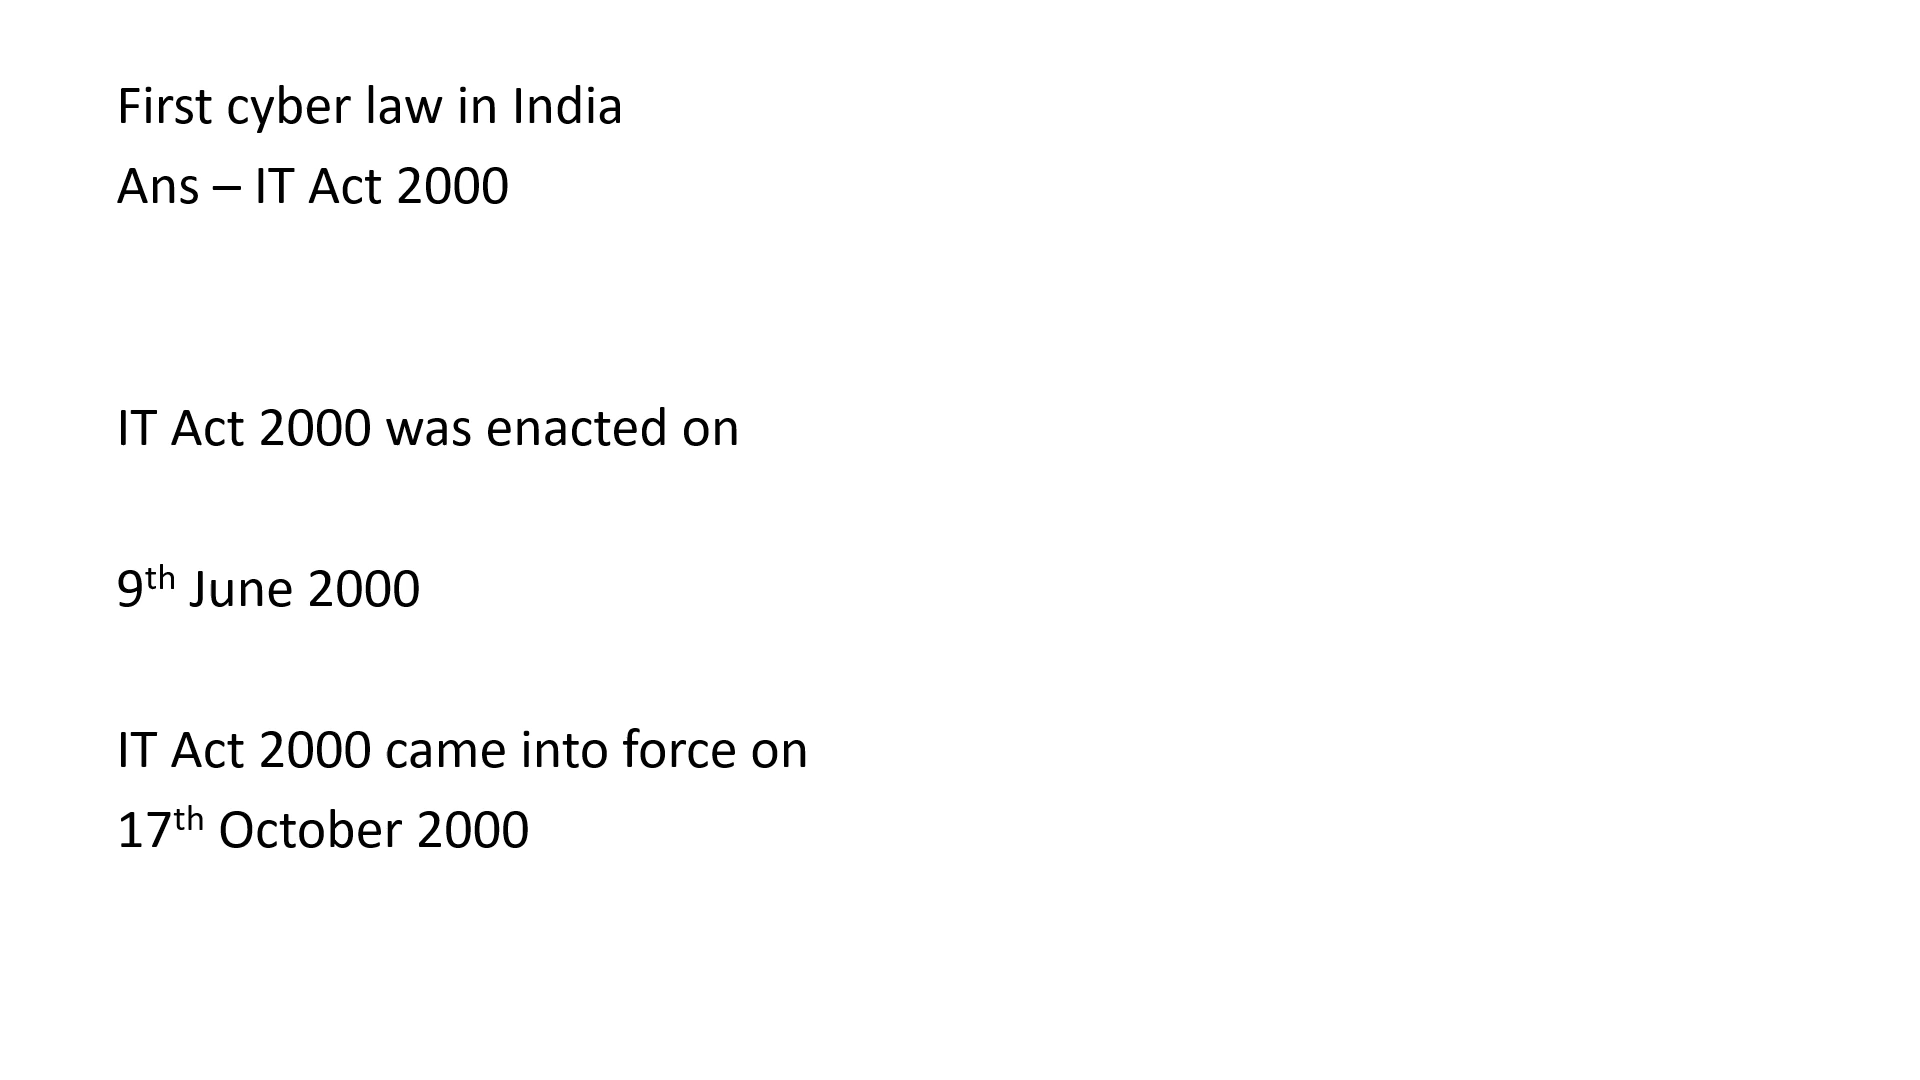 First cyber law in India
Ans – IT Act 2000
IT Act 2000 was enacted on
9th June 2000
IT Act 2000 came into force on
17th October 2000